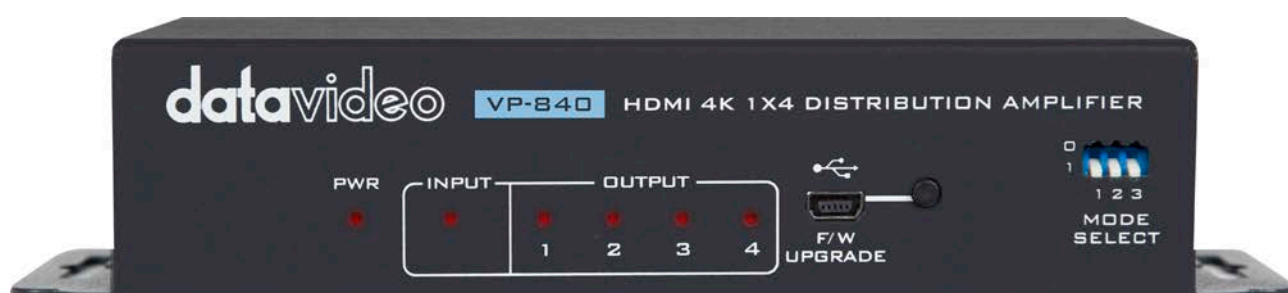 datavideo VP-840 HDMI 4K 1X4 DISTRIBUTION AMPLIFIER
PWR INPUT OUTPUT
1 2 3 4
F/W
UPGRADE
0
1
1 2 3
MODE
SELECT